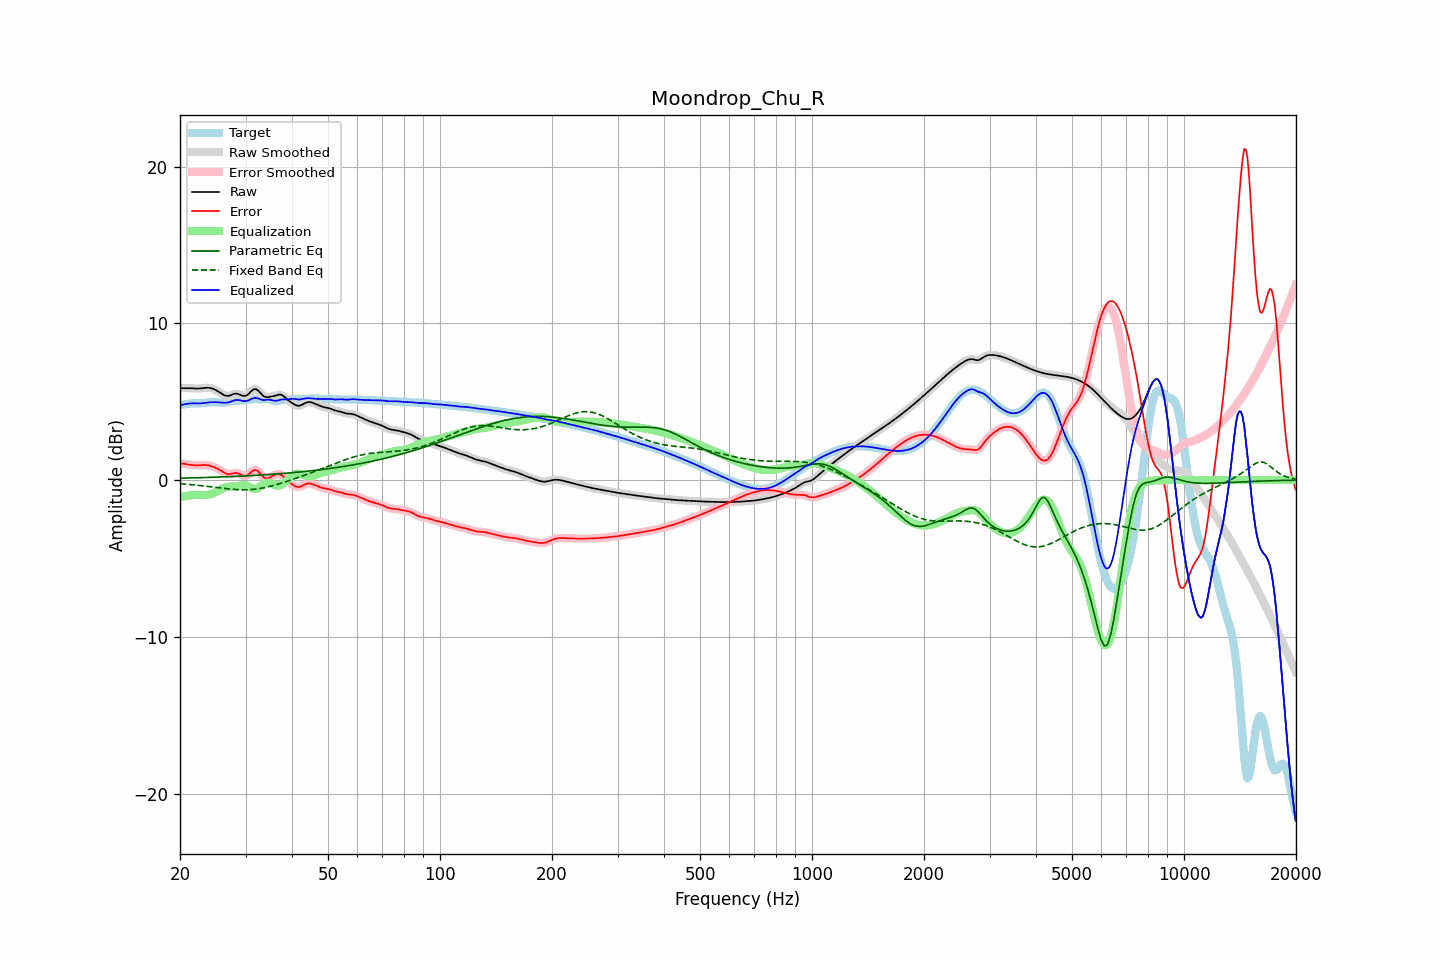 Moondrop_Chu_R
Target
Raw Smoothed
Error Smoothed
Raw
Error
Equalization
Parametric Eq
Fixed Band Eq
Equalized
Amplitude (dBr)
20
10
0
−10
−20
20 50 100 200 500 1000 2000 5000 10000 20000
Frequency (Hz)